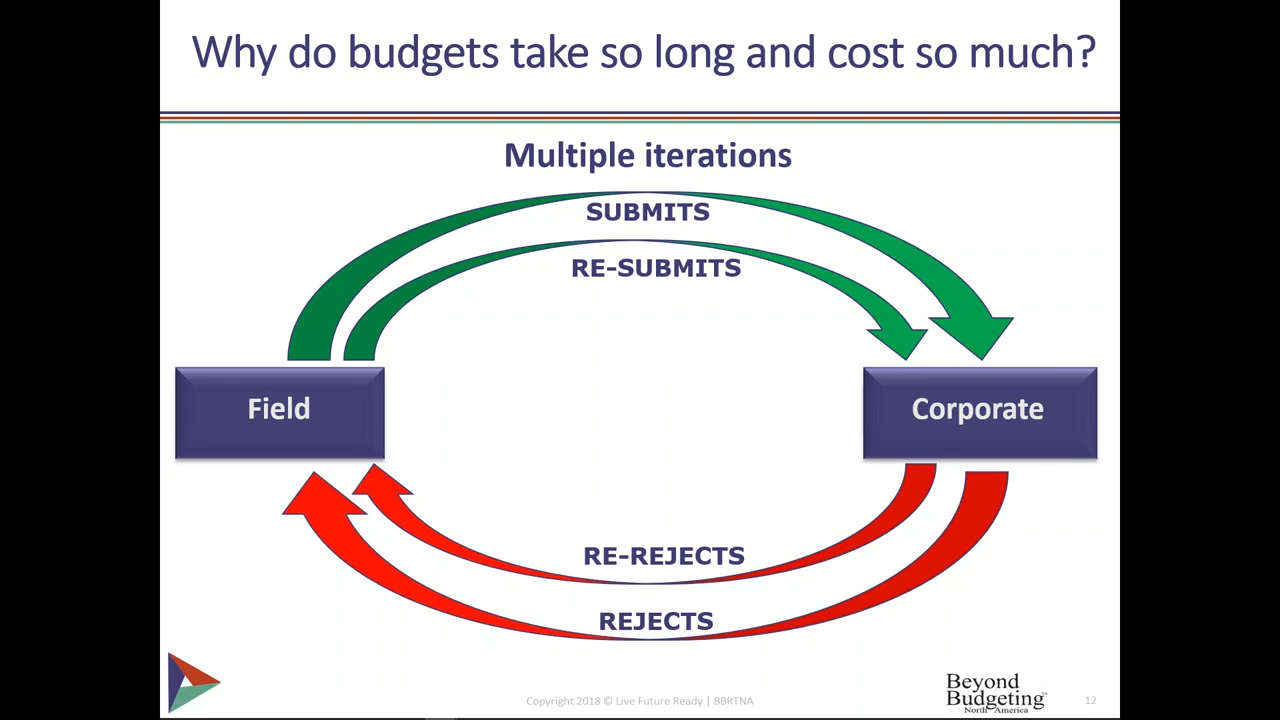 Why do budgets take so long and cost so much?
Multiple iterations
SUBMITS
RE-SUBMITS
Field
Corporate
RE-REJECTS
REJECTS
Copyright 2018 © Live Future Ready | BBRTNA
Beyond
Budgeting™
North America
12